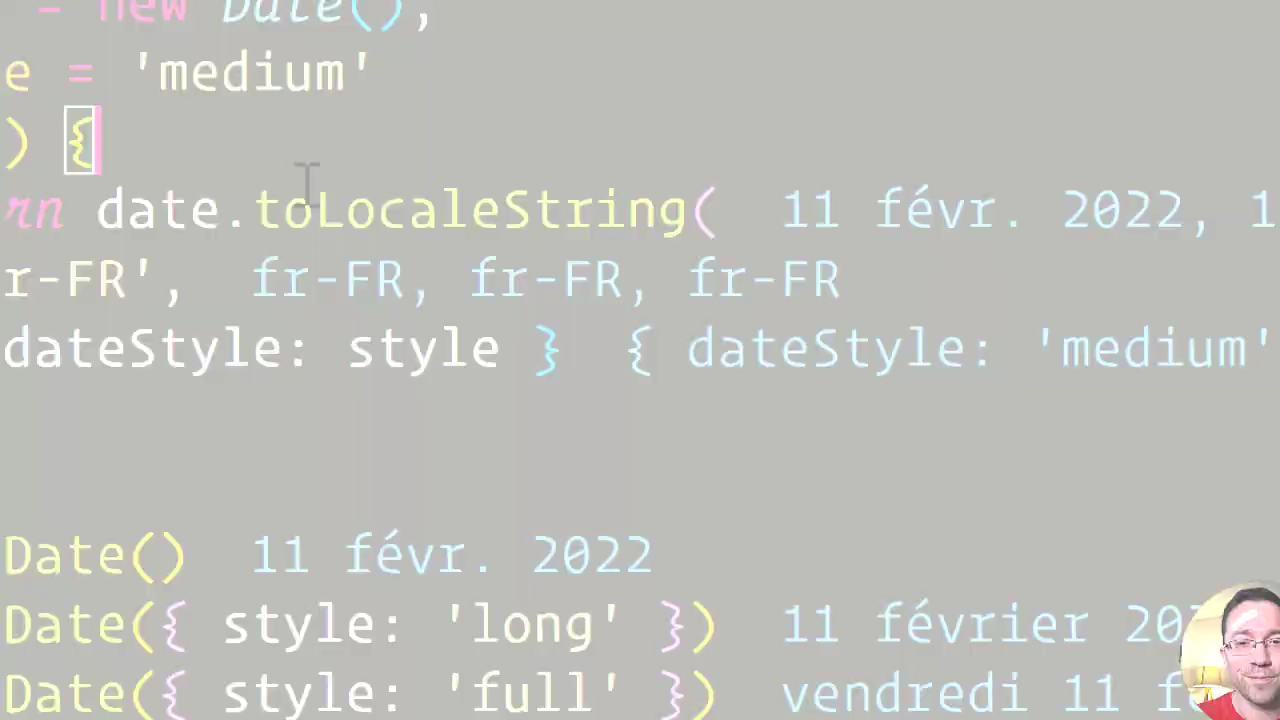 = new Date(),
e = 'medium'
) {
rn date.toLocaleString( 11 févr. 2022, 1
r-FR', fr-FR, fr-FR, fr-FR
dateStyle: style } { dateStyle: 'medium'
Date() 11 févr. 2022
Date({ style: 'long' }) 11 février 20
Date({ style: 'full' }) vendredi 11 f